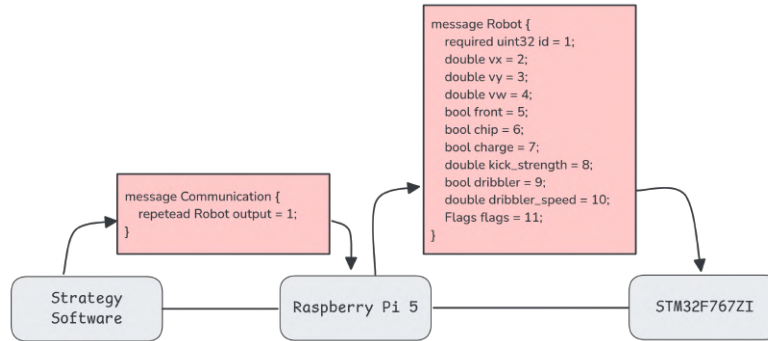 message Robot {
required uint32 id = 1;
double vx = 2;
double vy = 3;
double vw = 4;
bool front = 5;
bool chip = 6;
bool charge = 7;
double kick_strength = 8;
bool dribbler = 9;
double dribbler_speed = 10;
Flags flags = 11;
}
message Communication {
repetead Robot output = 1;
}
Strategy
Software
Raspberry Pi 5
STM32F767ZI